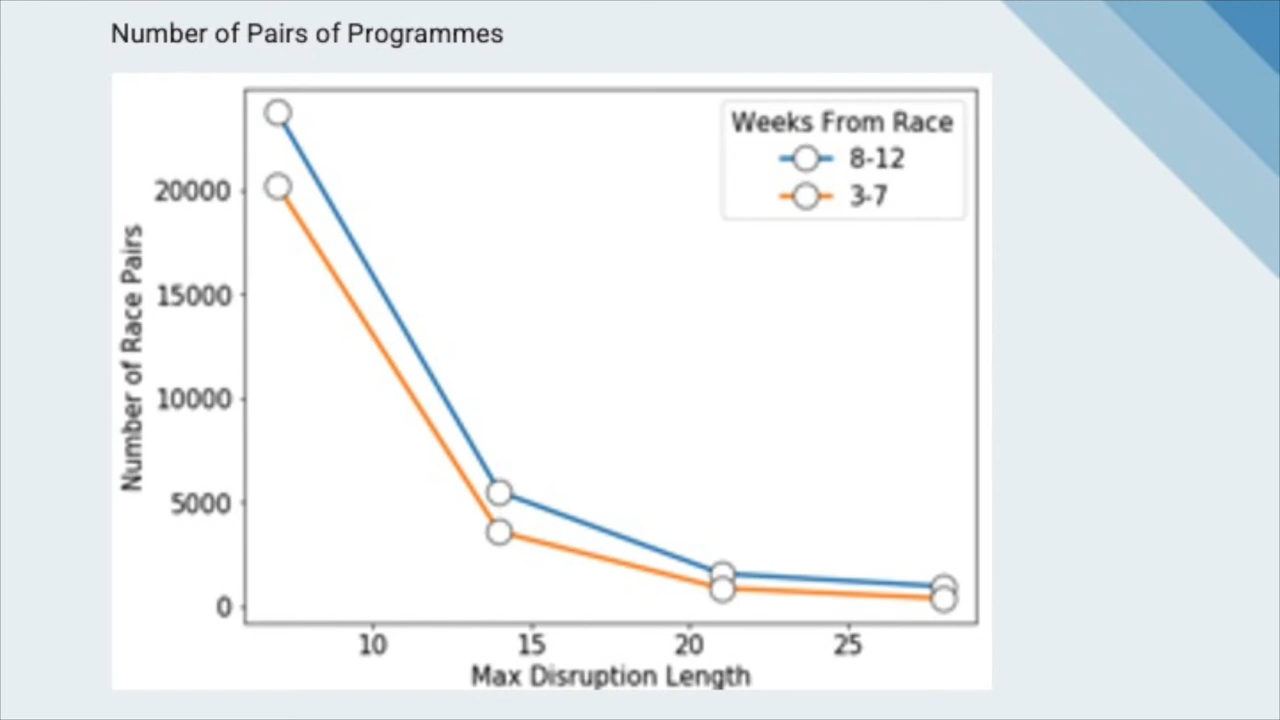 Number of Pairs of Programmes
Weeks From Race
8-12
3-7
Number of Race Pairs
20000
15000
10000
5000
0
10
15
20
25
Max Disruption Length